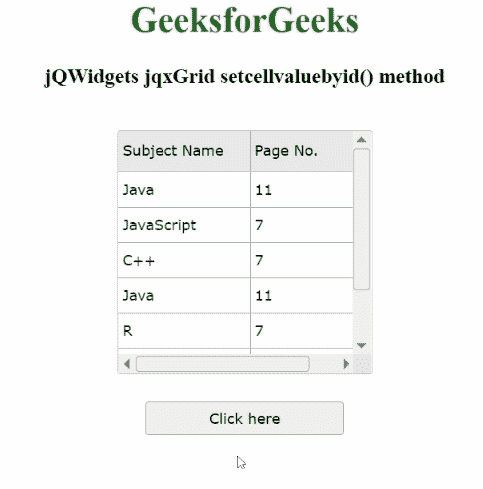 GeeksforGeeks
jQWidgets jqxGrid setcellvaluebyid() method
Subject Name Page No.
Java 11
JavaScript 7
C++ 7
Java 11
R 7
Click here